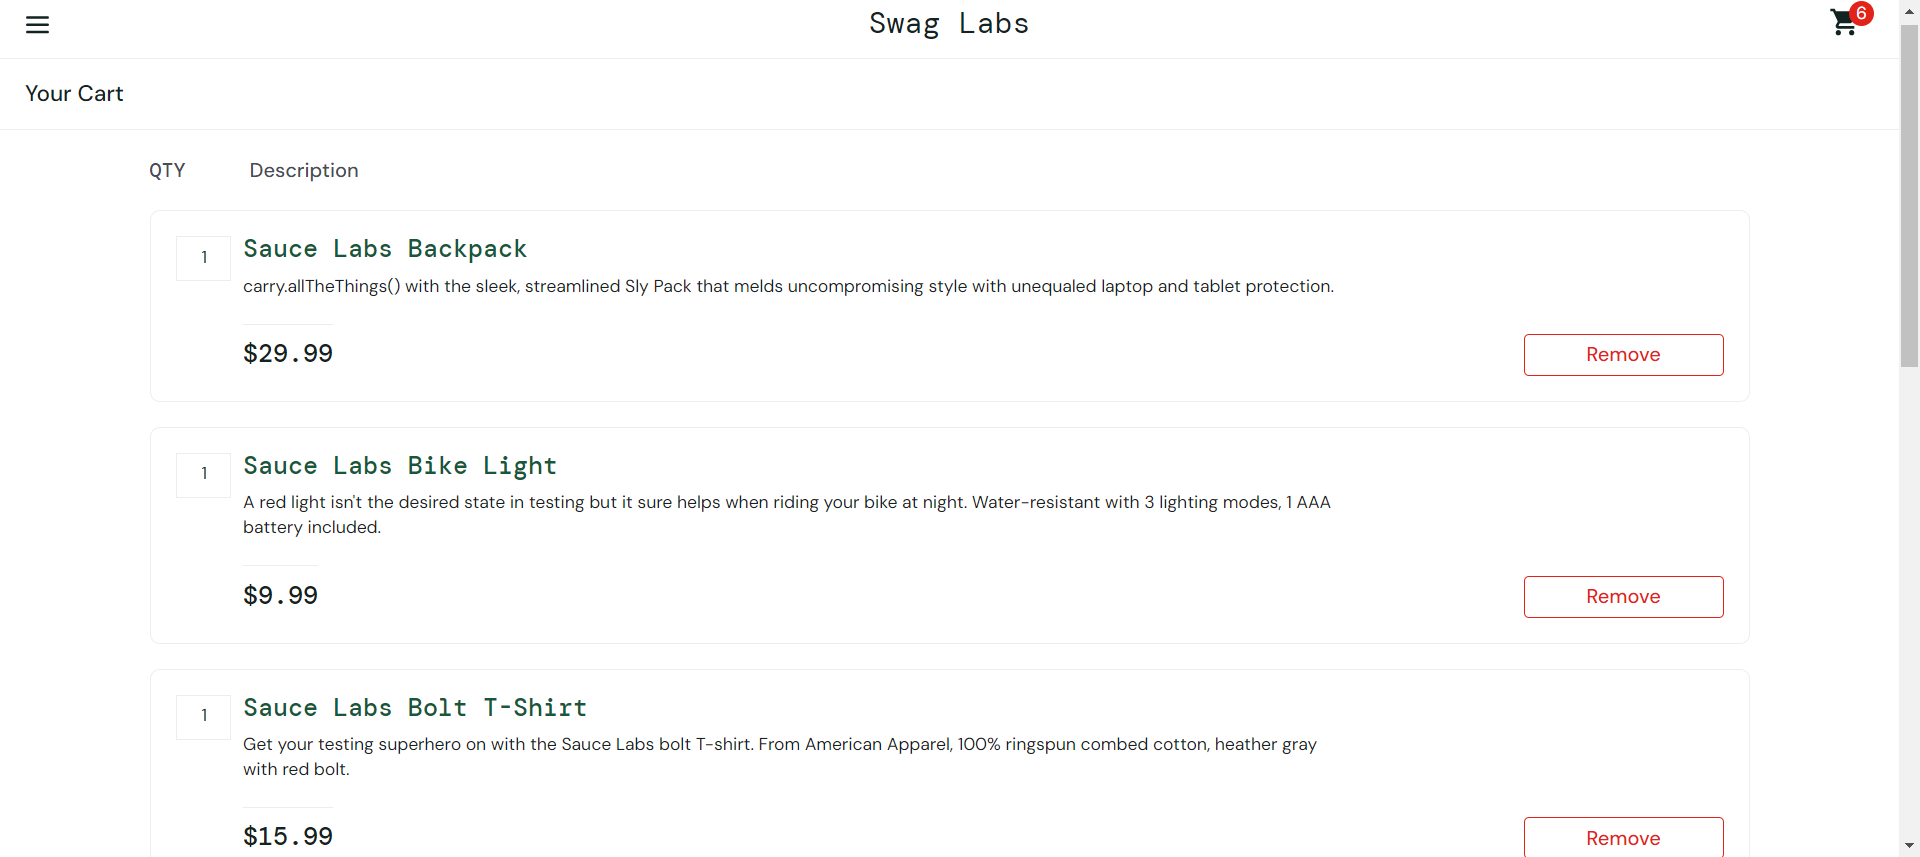 Swag Labs
6
Your Cart
QTY Description
1
Sauce Labs Backpack
carry.allTheThings() with the sleek, streamlined Sly Pack that melds uncompromising style with unequaled laptop and tablet protection.
$29.99
Remove
1
Sauce Labs Bike Light
A red light isn't the desired state in testing but it sure helps when riding your bike at night. Water-resistant with 3 lighting modes, 1 AAA
battery included.
$9.99
Remove
1
Sauce Labs Bolt T-Shirt
Get your testing superhero on with the Sauce Labs bolt T-shirt. From American Apparel, 100% ringspun combed cotton, heather gray
with red bolt.
$15.99
Remove